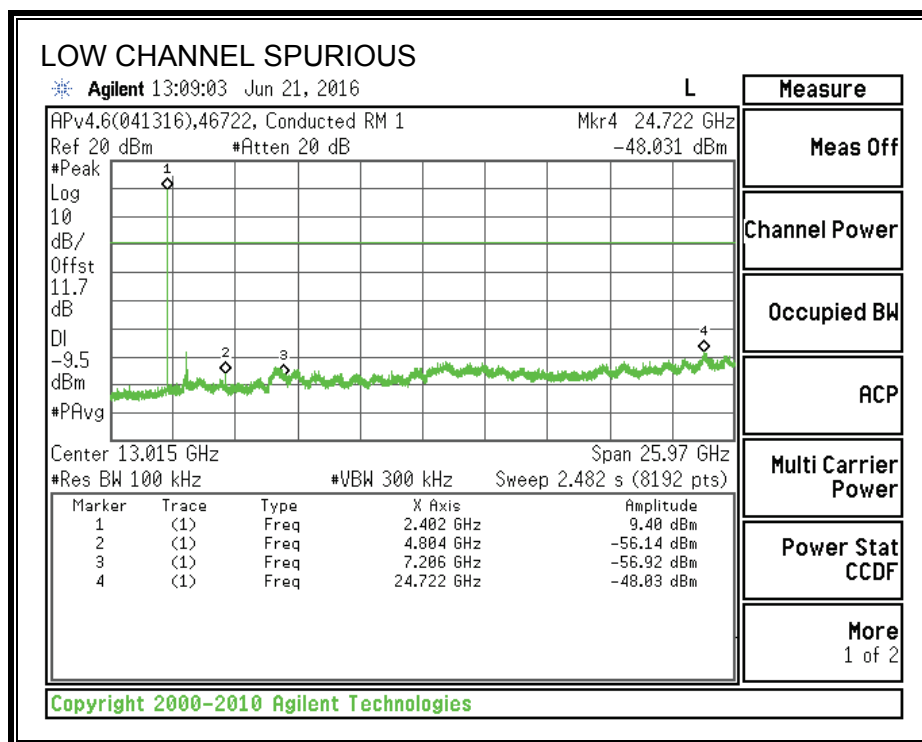 LOW CHANNEL SPURIOUS
Agilent 13:09:03 Jun 21, 2016 L
APv4.6(041316),46722, Conducted RM 1 Mkr4 24.722 GHz
Ref 20 dBm #Atten 20 dB -48.031 dBm
#Peak
Log
10
dB/
Offst
11.7
dB
DI
-9.5
dBm
#PAvg
1
2
3
4
Center 13.015 GHz Span 25.97 GHz
#Res BW 100 kHz #VBW 300 kHz Sweep 2.482 s (8192 pts)
Marker Trace Type X Axis Amplitude
1 (1) Freq 2.402 GHz 9.40 dBm
2 (1) Freq 4.804 GHz -56.14 dBm
3 (1) Freq 7.206 GHz -56.92 dBm
4 (1) Freq 24.722 GHz -48.03 dBm
Copyright 2000-2010 Agilent Technologies
Measure
Meas Off
Channel Power
Occupied BW
ACP
Multi Carrier
Power
Power Stat
CCDF
More
1 of 2